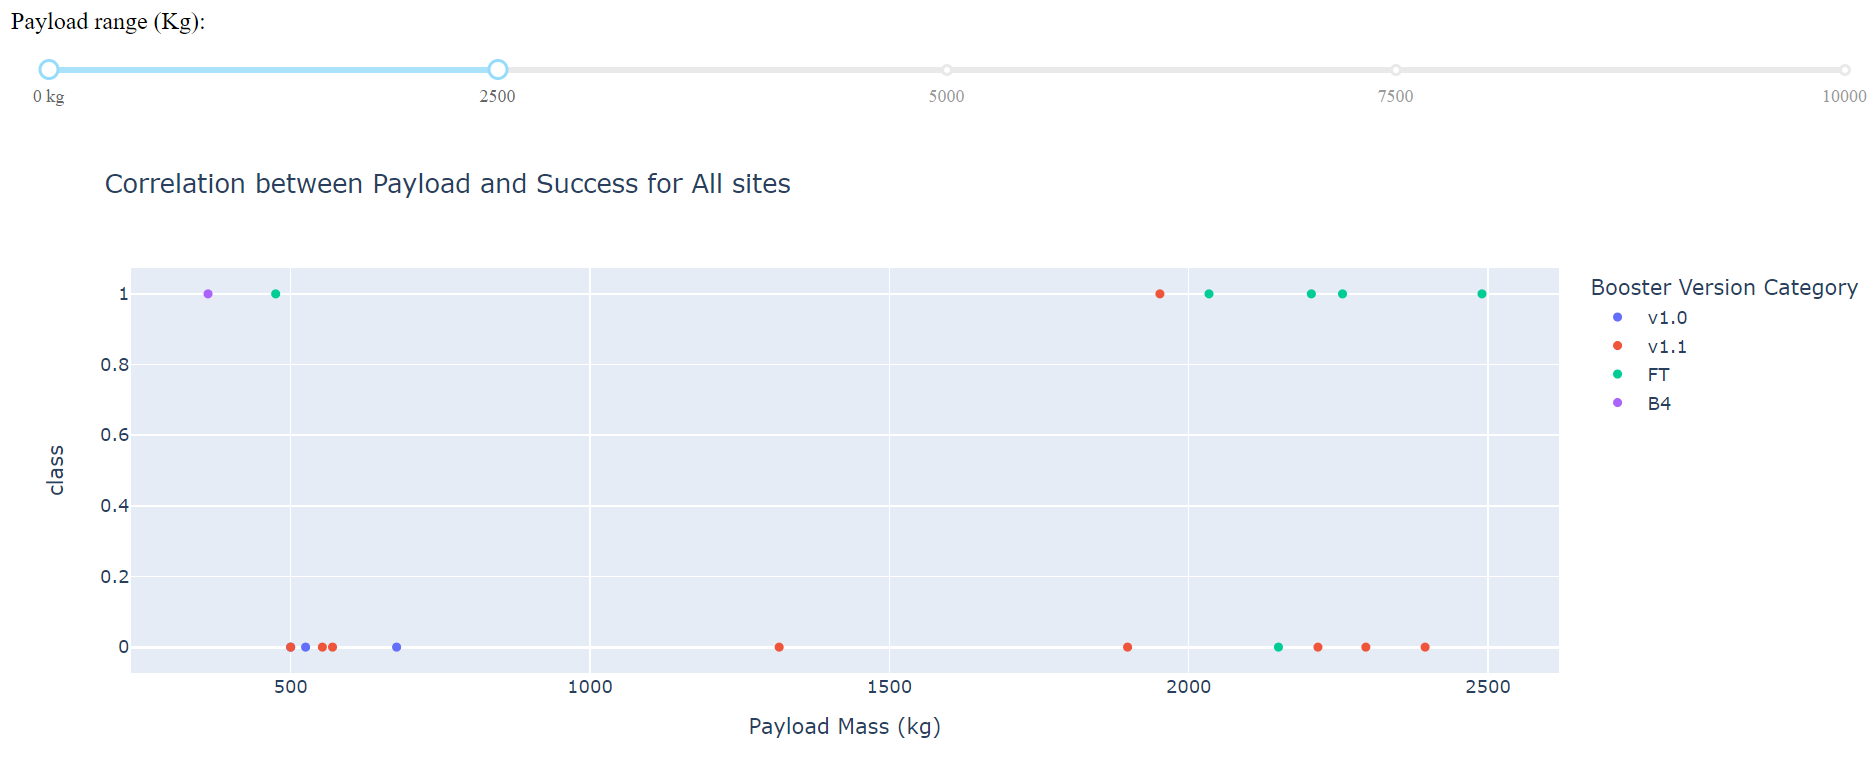 Payload range (Kg):
0 kg 2500 5000 7500 10000
Correlation between Payload and Success for All sites
1
0.8
0.6
0.4
0.2
0
class
500 1000 1500 2000 2500
Payload Mass (kg)
Booster Version Category
v1.0
v1.1
FT
B4